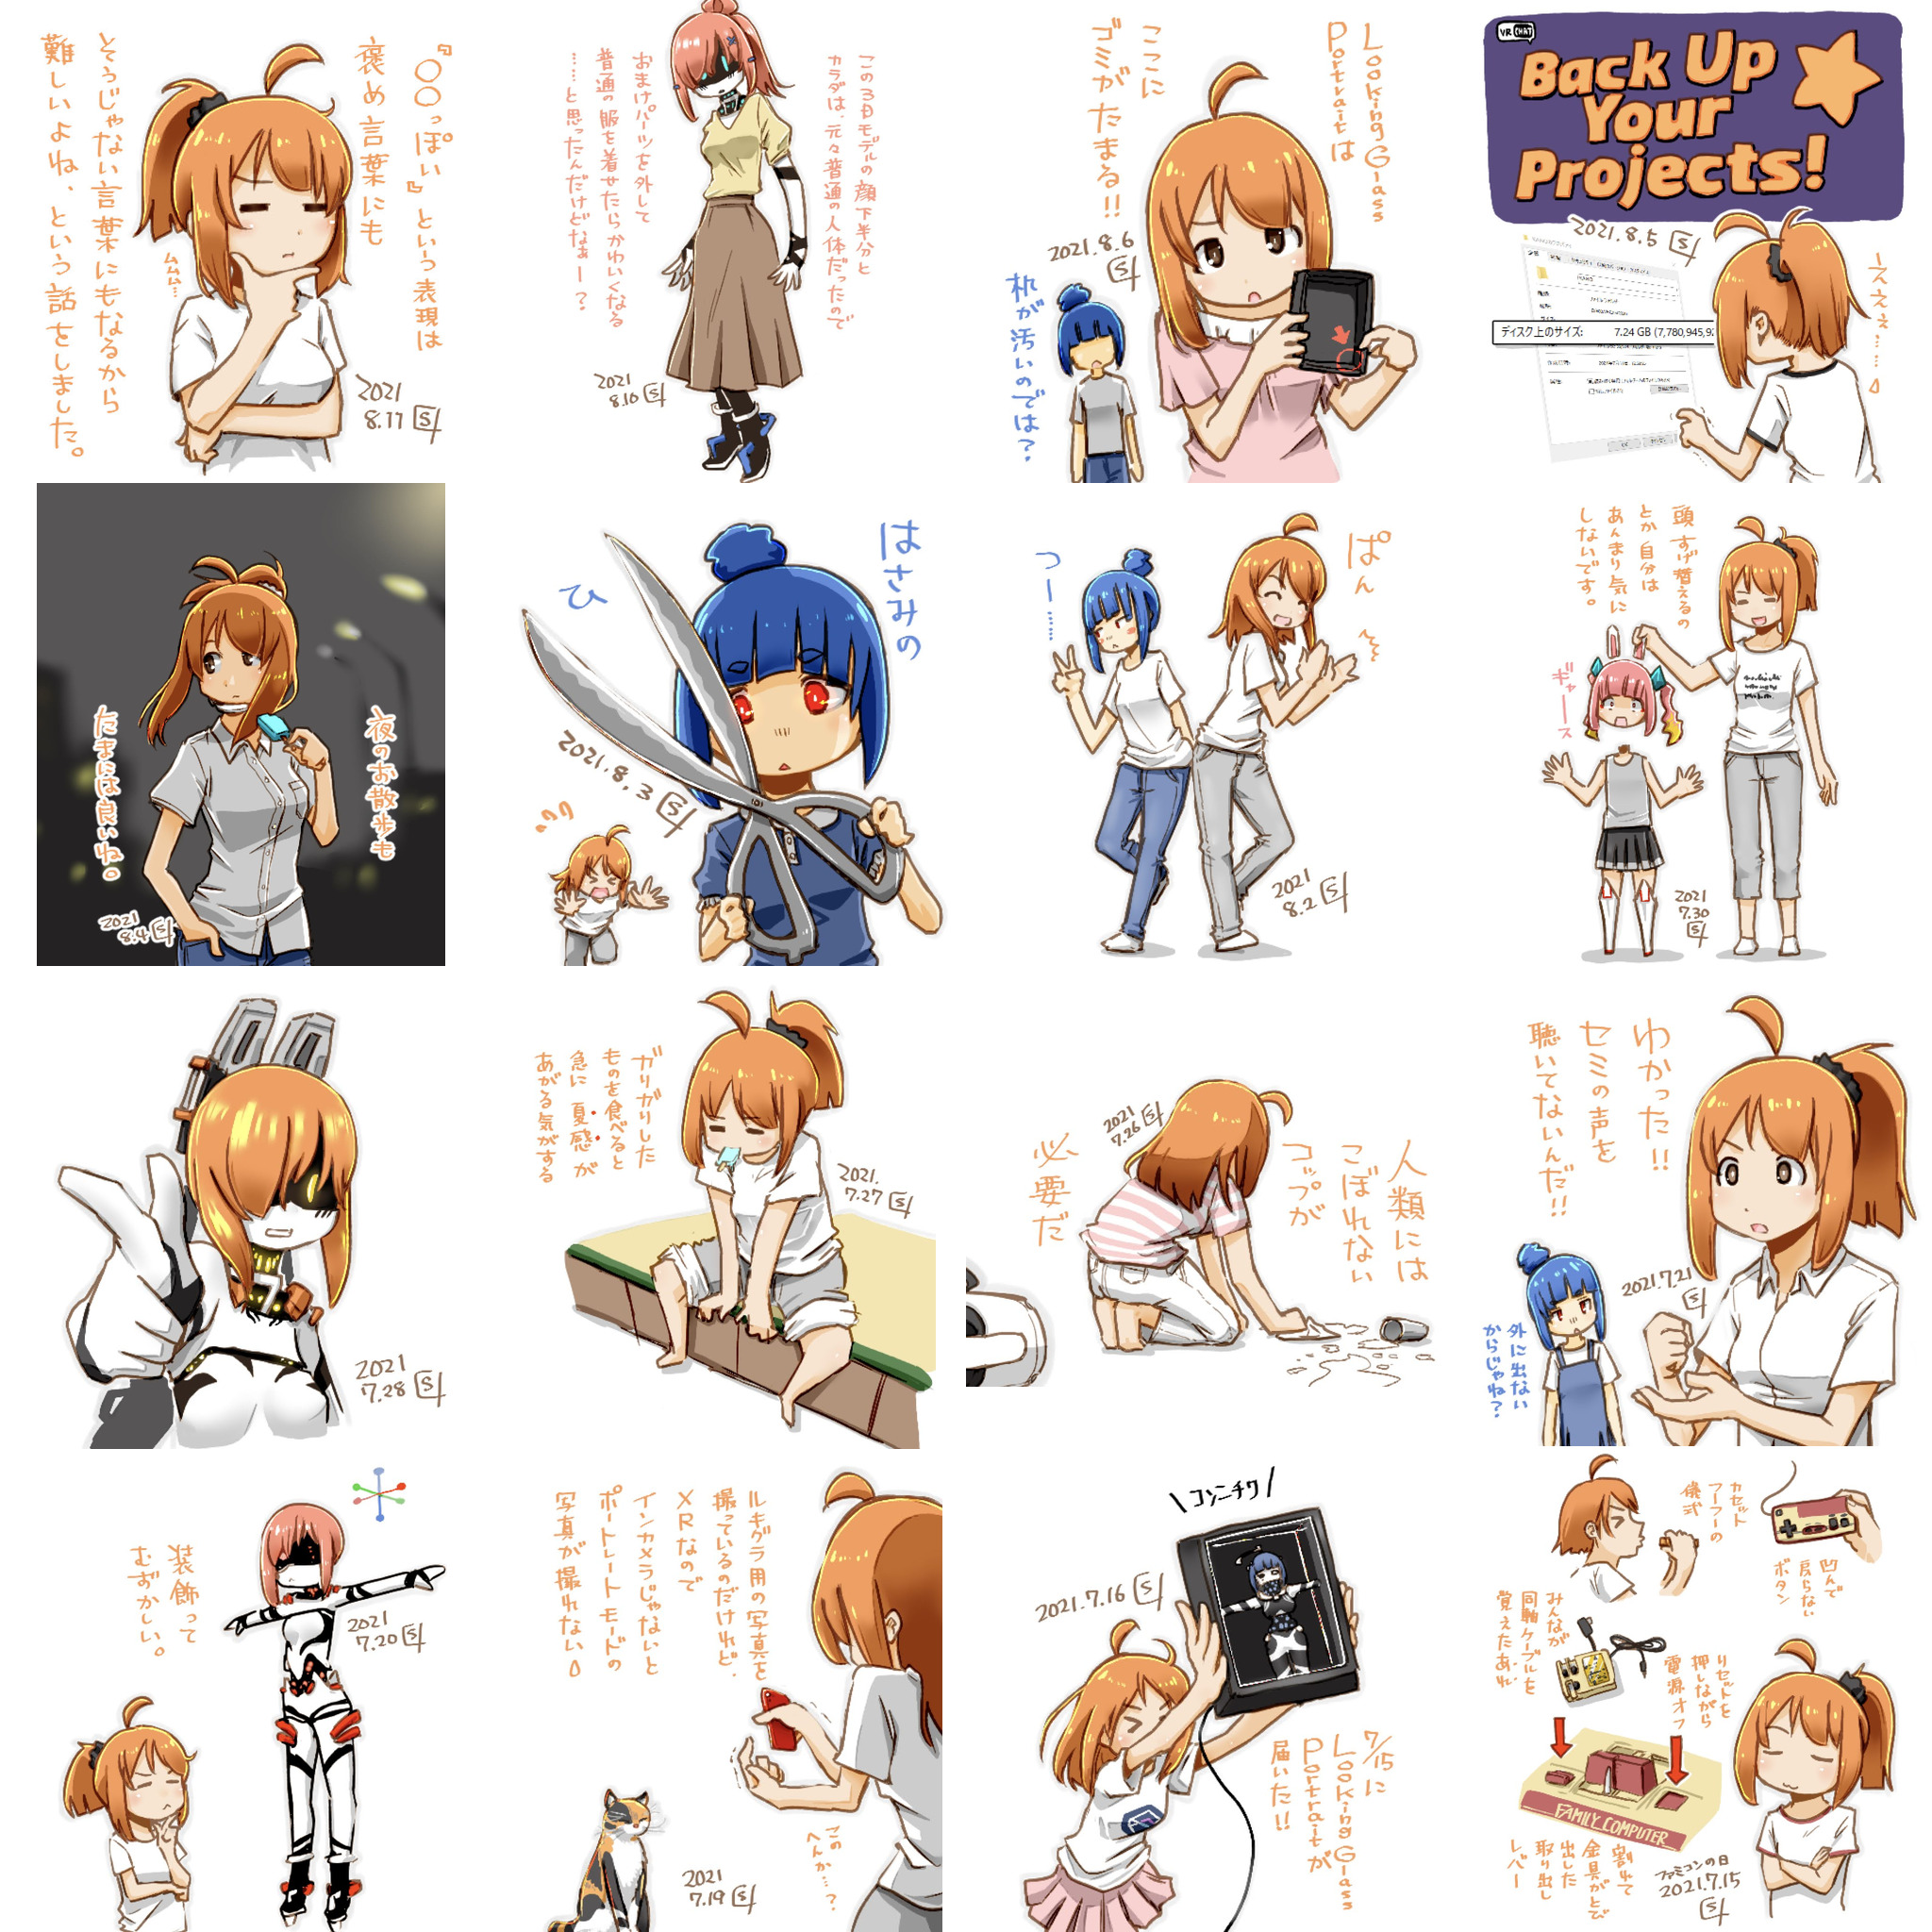 『〇〇っぽい』という表現は
褒め言葉にも
そうじゃない言葉にもなるから
難しいよね、という話をしました。
ムムム…
2021
8.11
この3Dモデルの顔下半分と
カラダは、元々普通の人体だったので
おまけパーツを外して
普通の服を着せたらかわいくなる
……と思ったんだけどなぁー?
2021
8.10
Looking Glass
Portraitは
ここに
ゴミがたまる!!
2021.8.6
机が汚いのでは?
VRCHAT
Back Up
Your
Projects!
2021.8.5
えええ……
ディスク上のサイズ: 7.24 GB (7,780,945,92
夜のお散歩も
たまには良いね。
2021
8.4
はさみの
ひ
2021.8.3
ぱん
つー……
2021
8.2
頭すげ替えるの
とか自分は
あんまり気に
しないです。
ギャース
2021
7.30
7
2021
7.28
ガリガリした
ものを食べると
急に夏感が
あがる気がする
2021.
7.27
2021
7.26
人類には
こぼれない
コップが
必要だ
わかった!!
セミの声を
聴いてないんだ!!
2021.7.21
外に出ない
からじゃね?
装飾って
むずかしい。
2021
7.20
ルキグラ用の写真を
撮っているのだけれど、
XRなので
インカメラじゃないと
ポートレートモードの
写真が撮れない
このへんか…?
2021
7.19
\コンニチワ/
2021.7.16
7/15に
Looking Glass
Portraitが
届いた!!
カセット
フーフーの
儀式
凹んで
戻らない
ボタン
みんなが
同軸ケーブルを
覚えたあれ
リセットを
押しながら
電源オフ
FAMILY COMPUTER
割れて
金具がとび
出した
取り出し
レバー
ファミコンの日
2021.7.15